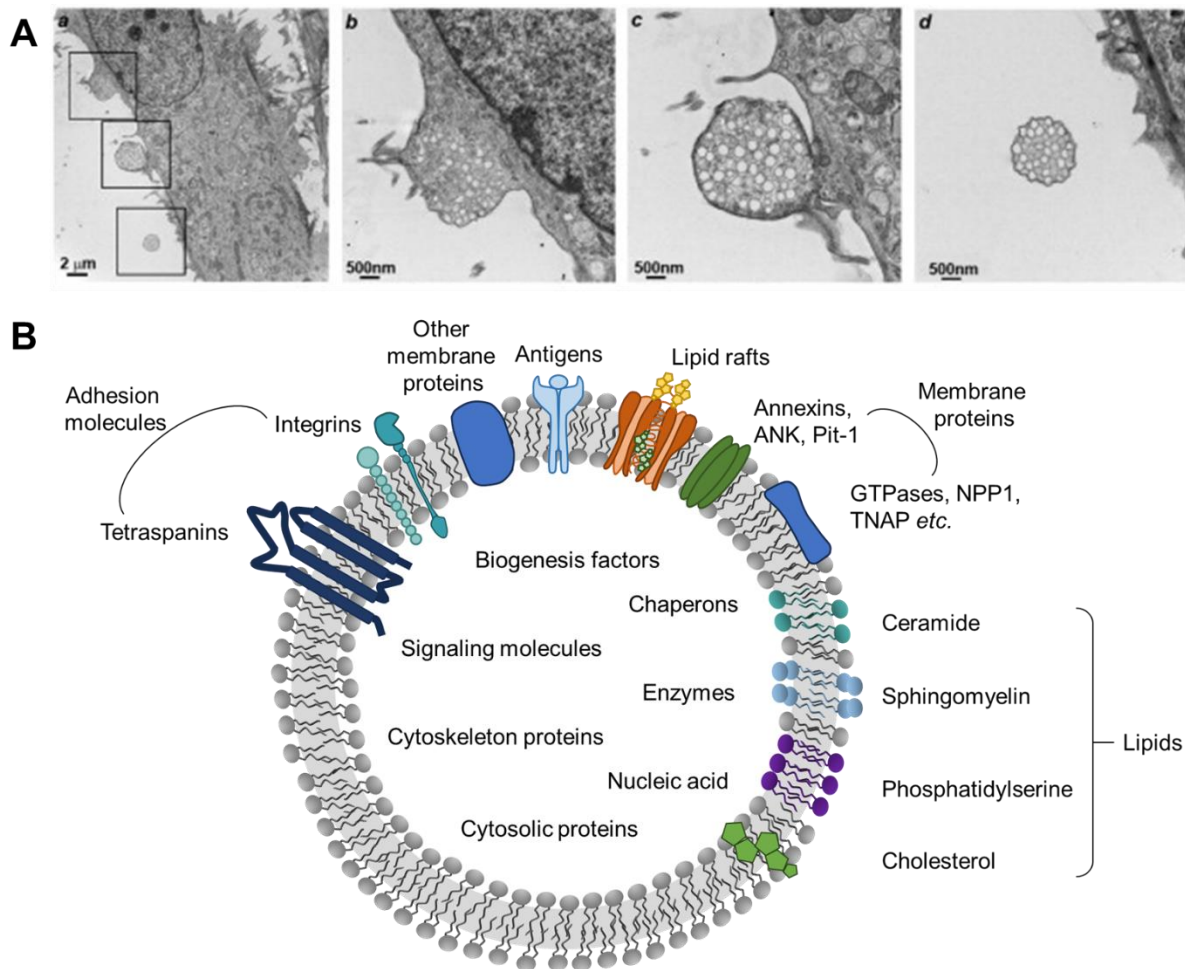 A
a
b
c
d
2 μm
500nm
500nm
500nm
B
Adhesion
molecules
Integrins
Tetraspanins
Other
membrane
proteins
Antigens
Lipid rafts
Annexins,
ANK, Pit-1
Membrane
proteins
GTPases, NPP1,
TNAP etc.
Biogenesis factors
Chaperons
Signaling molecules
Enzymes
Cytoskeleton proteins
Nucleic acid
Cytosolic proteins
Ceramide
Sphingomyelin
Phosphatidylserine
Cholesterol
Lipids